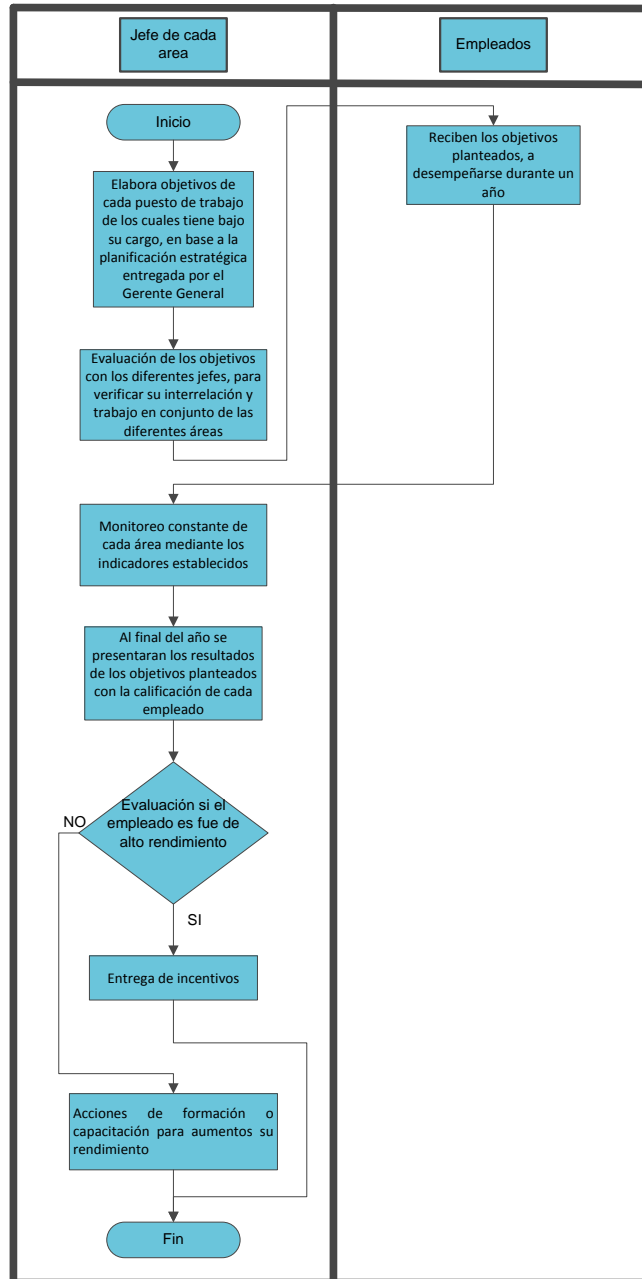 Jefe de cada
area
Empleados
Inicio
Elabora objetivos de
cada puesto de trabajo
de los cuales tiene bajo
su cargo, en base a la
planificación estratégica
entregada por el
Gerente General
Evaluación de los objetivos
con los diferentes jefes, para
verificar su interrelación y
trabajo en conjunto de las
diferentes áreas
Reciben los objetivos
planteados, a
desempeñarse durante un
año
Monitoreo constante de
cada área mediante los
indicadores establecidos
Al final del año se
presentaran los resultados
de los objetivos planteados
con la calificación de cada
empleado
Evaluación si el
empleado es fue de
alto rendimiento
NO
SI
Entrega de incentivos
Acciones de formación o
capacitación para aumentos su
rendimiento
Fin